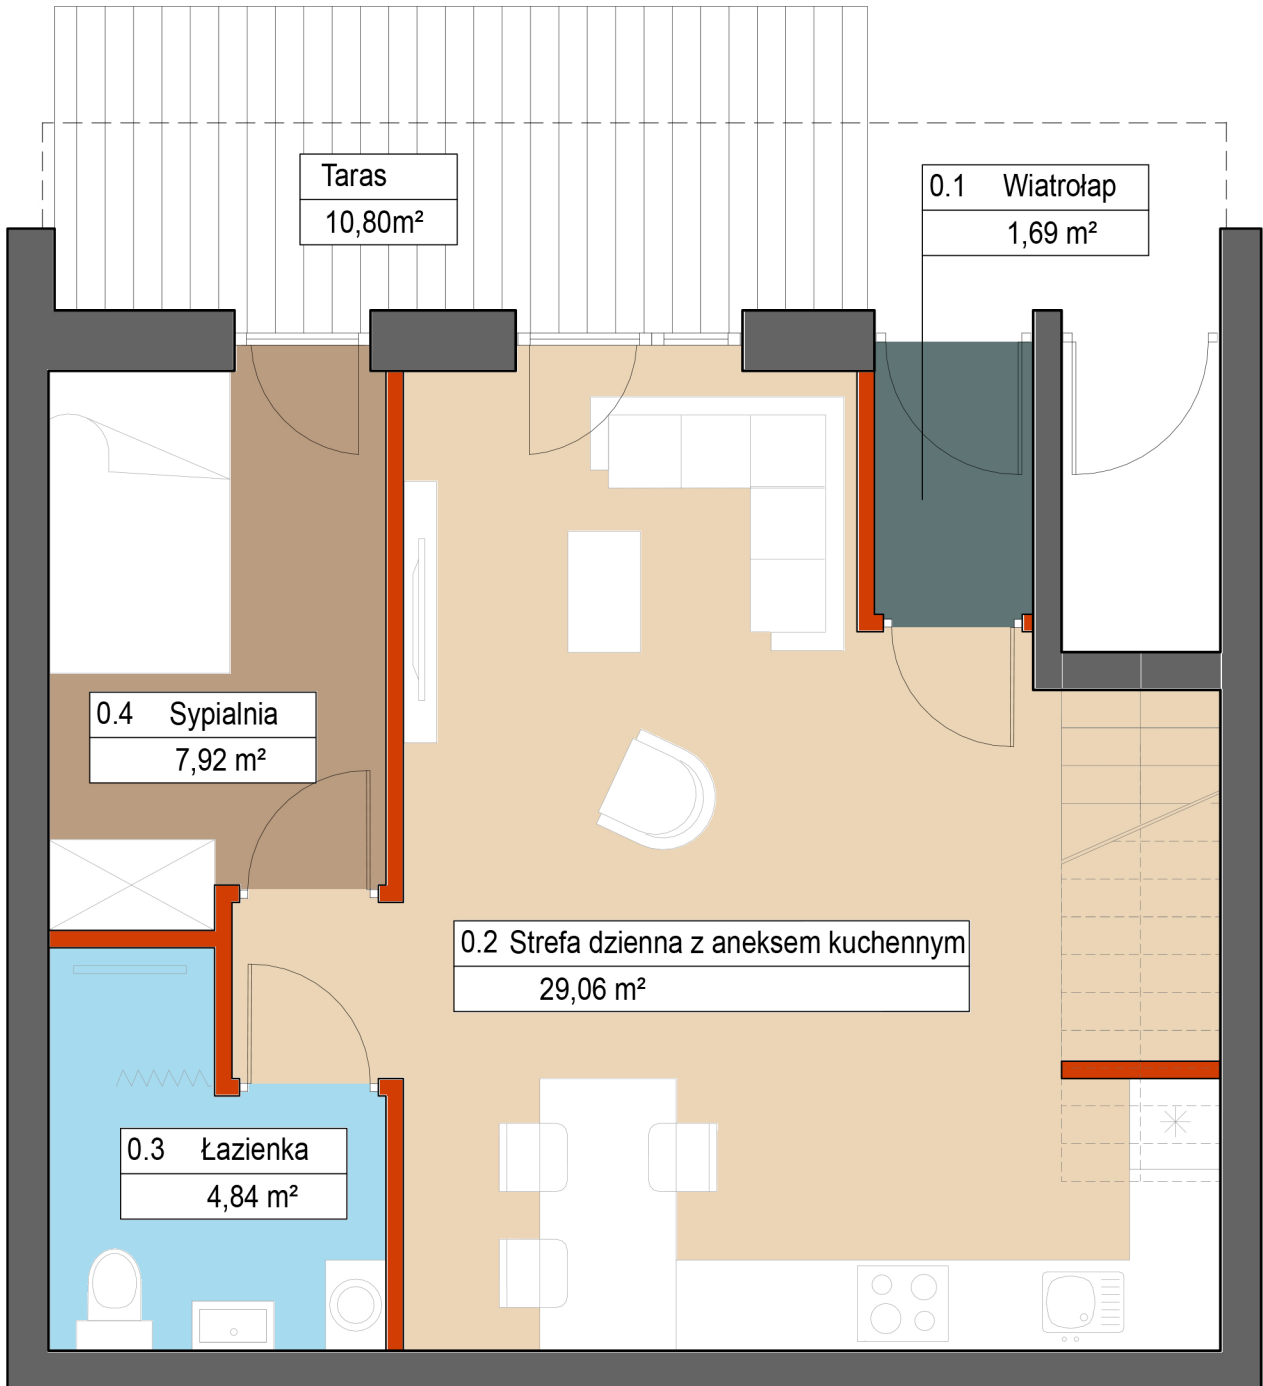 Taras
10,80m²
0.1 Wiatrołap
1,69 m²
0.4 Sypialnia
7,92 m²
0.2 Strefa dzienna z aneksem kuchennym
29,06 m²
0.3 Łazienka
4,84 m²